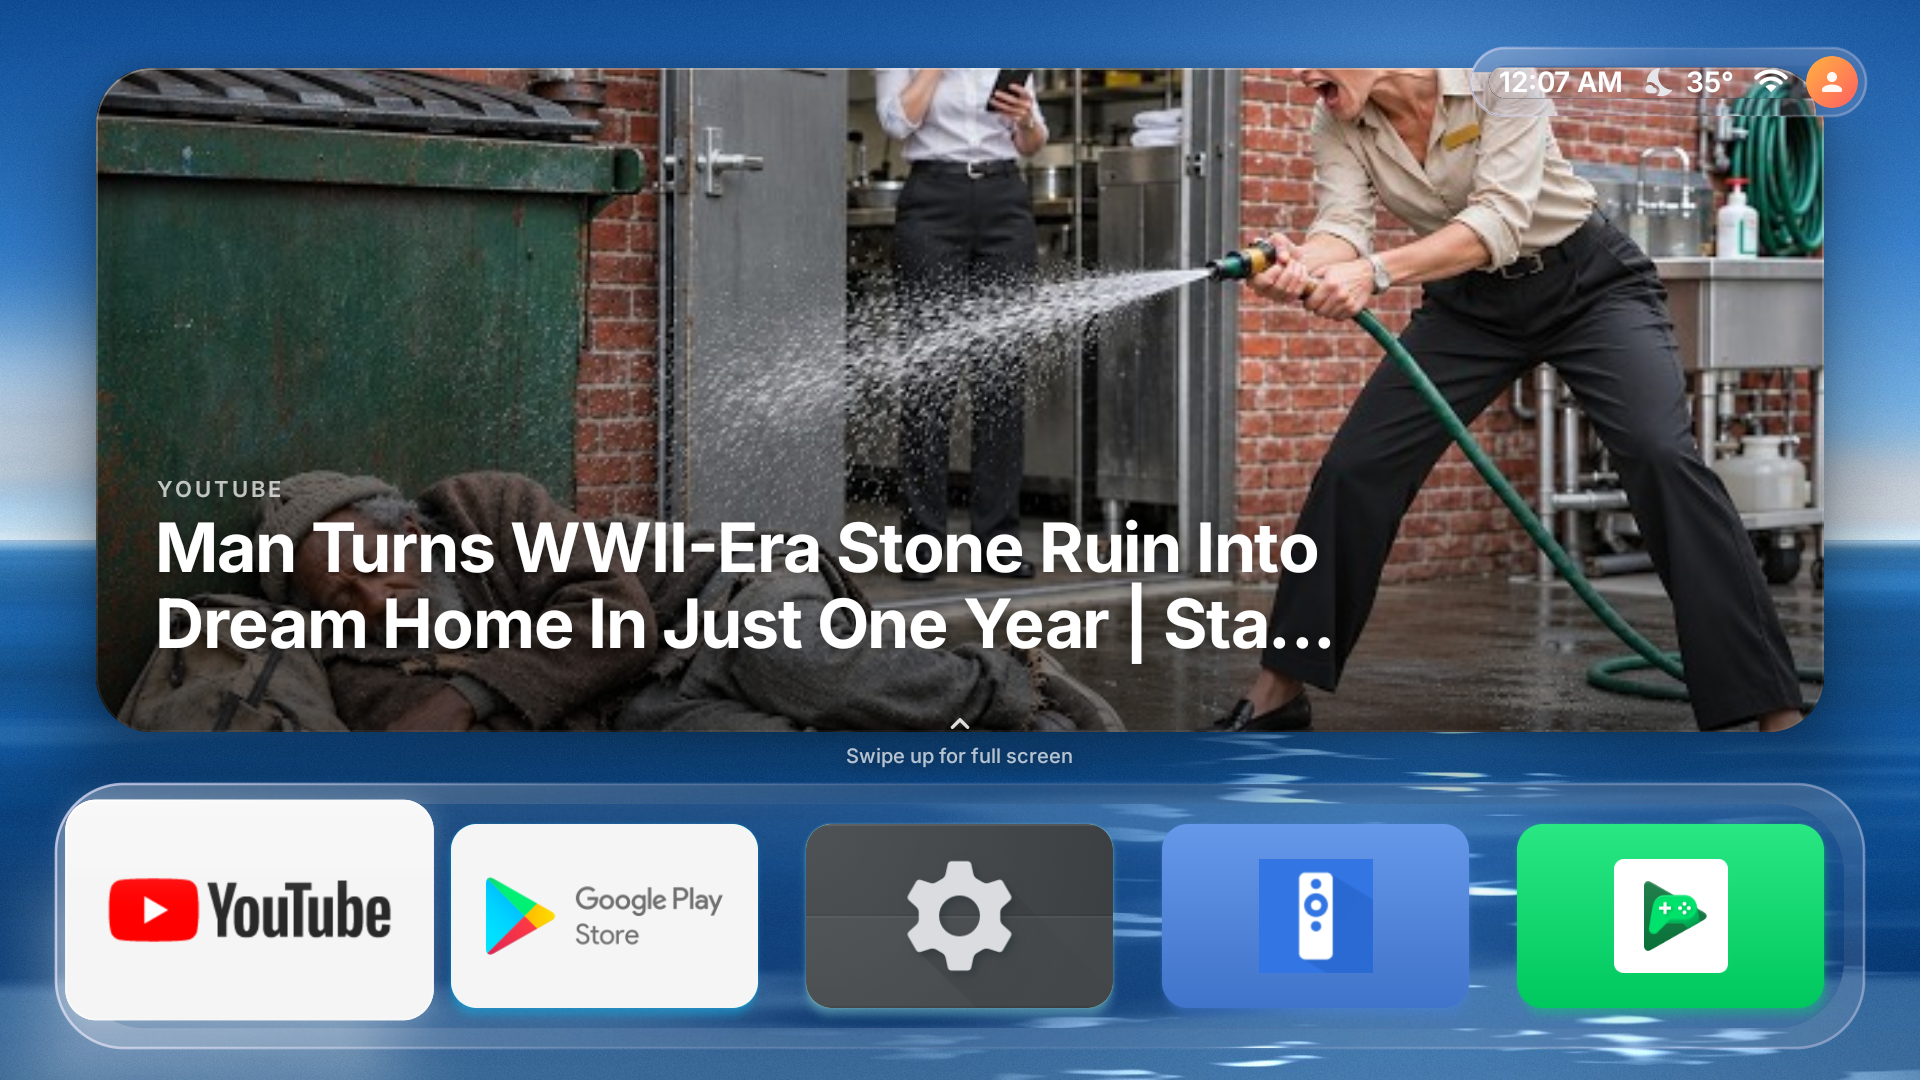 12:07 AM 35°
YOUTUBE
Man Turns WWII-Era Stone Ruin Into
Dream Home In Just One Year | Sta...
Swipe up for full screen
YouTube
Google Play
Store